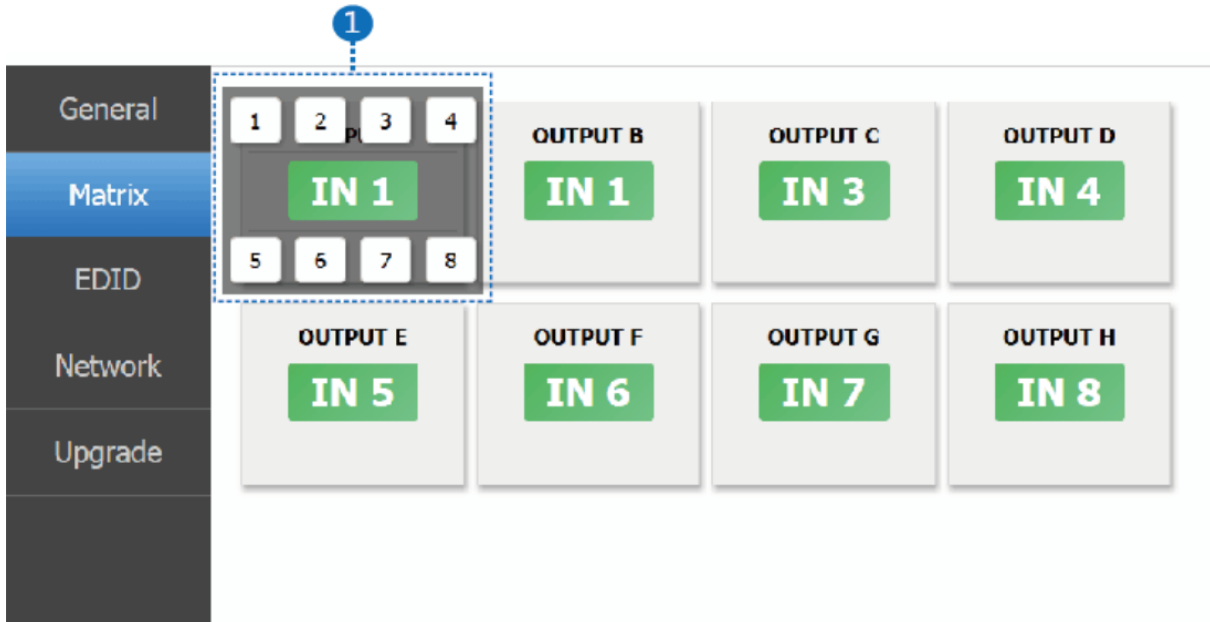 1
General
Matrix
EDID
Network
Upgrade
1 2 3 4
IN 1
5 6 7 8
OUTPUT B
IN 1
OUTPUT C
IN 3
OUTPUT D
IN 4
OUTPUT E
IN 5
OUTPUT F
IN 6
OUTPUT G
IN 7
OUTPUT H
IN 8